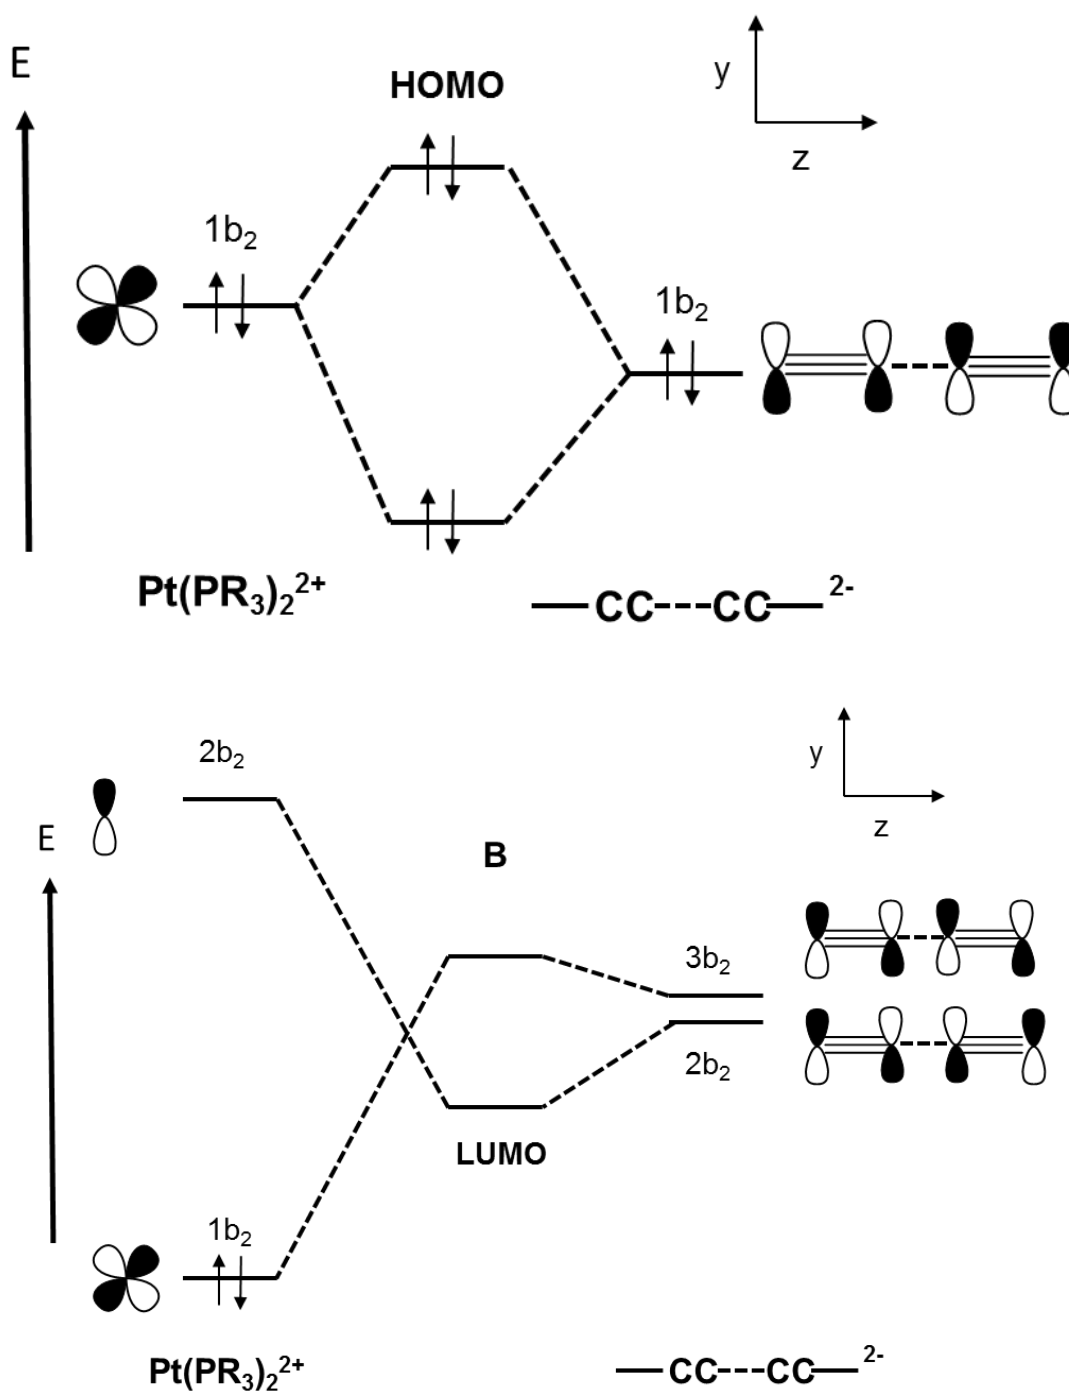 E
HOMO
y
z
1b₂
1b₂
Pt(PR₃)₂²⁺
—CC---CC—²⁻
y
z
2b₂
E
B
3b₂
2b₂
LUMO
1b₂
Pt(PR₃)₂²⁺
—CC---CC—²⁻